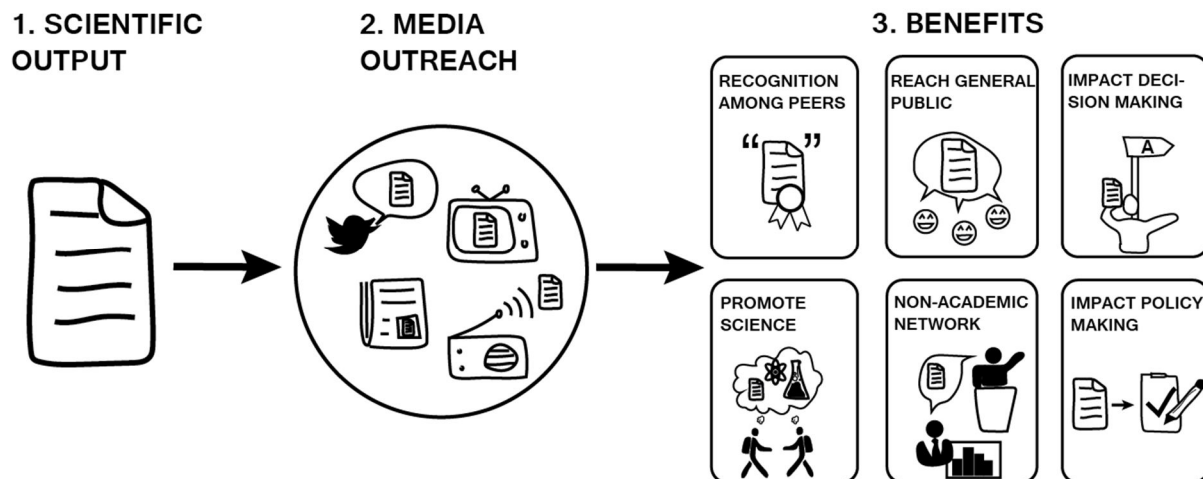 1. SCIENTIFIC
OUTPUT
2. MEDIA
OUTREACH
3. BENEFITS
RECOGNITION
AMONG PEERS
“ ”
REACH GENERAL
PUBLIC
IMPACT DECI-
SION MAKING
A
PROMOTE
SCIENCE
NON-ACADEMIC
NETWORK
IMPACT POLICY
MAKING